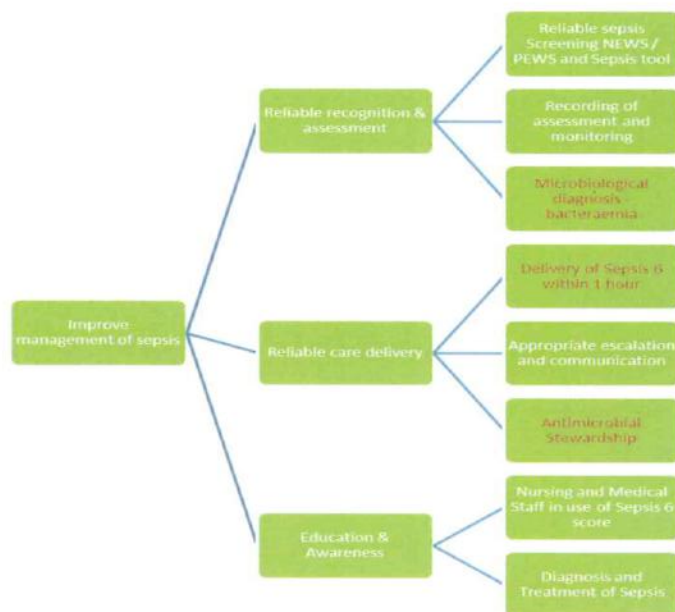 Reliable sepsis
Screening NEWS /
PEWS and Sepsis tool
Reliable recognition &
assessment
Recording of
assessment and
monitoring
Microbiological
diagnosis
bacteraemia
Delivery of Sepsis 6
within 1 hour
Improve
management of sepsis
Reliable care delivery
Appropriate escalation
and communication
Antimicrobial
Stewardship
Nursing and Medical
Staff in use of Sepsis 6
score
Education &
Awareness
Diagnosis and
Treatment of Sepsis